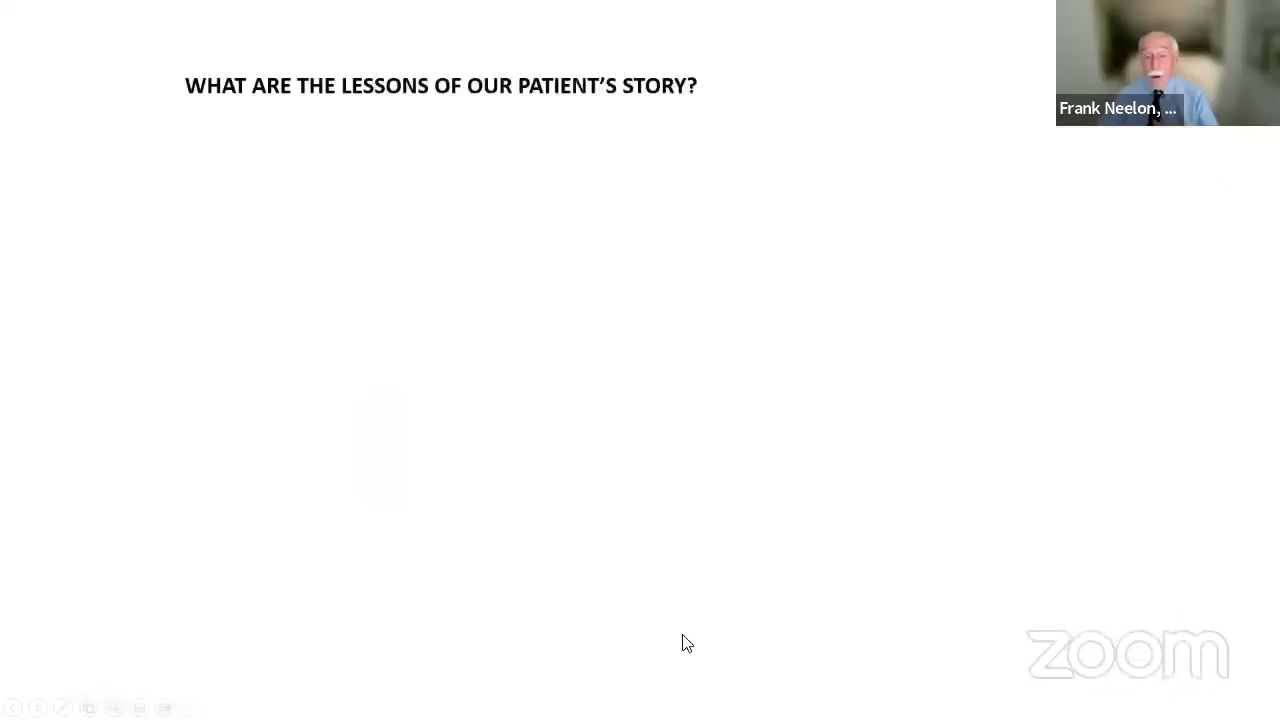 WHAT ARE THE LESSONS OF OUR PATIENT’S STORY?
Frank Neelon, ...
zoom